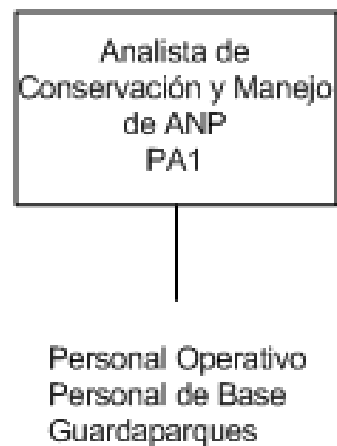 Analista de
Conservación y Manejo
de ANP
PA1
Personal Operativo
Personal de Base
Guardaparques